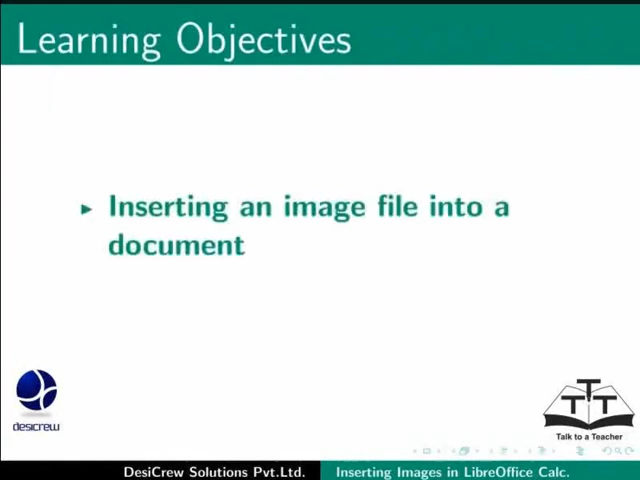 Learning Objectives
Inserting an image file into a
document
desicrew
TTT
Talk to a Teacher
DesiCrew Solutions Pvt.Ltd.
Inserting Images in LibreOffice Calc.